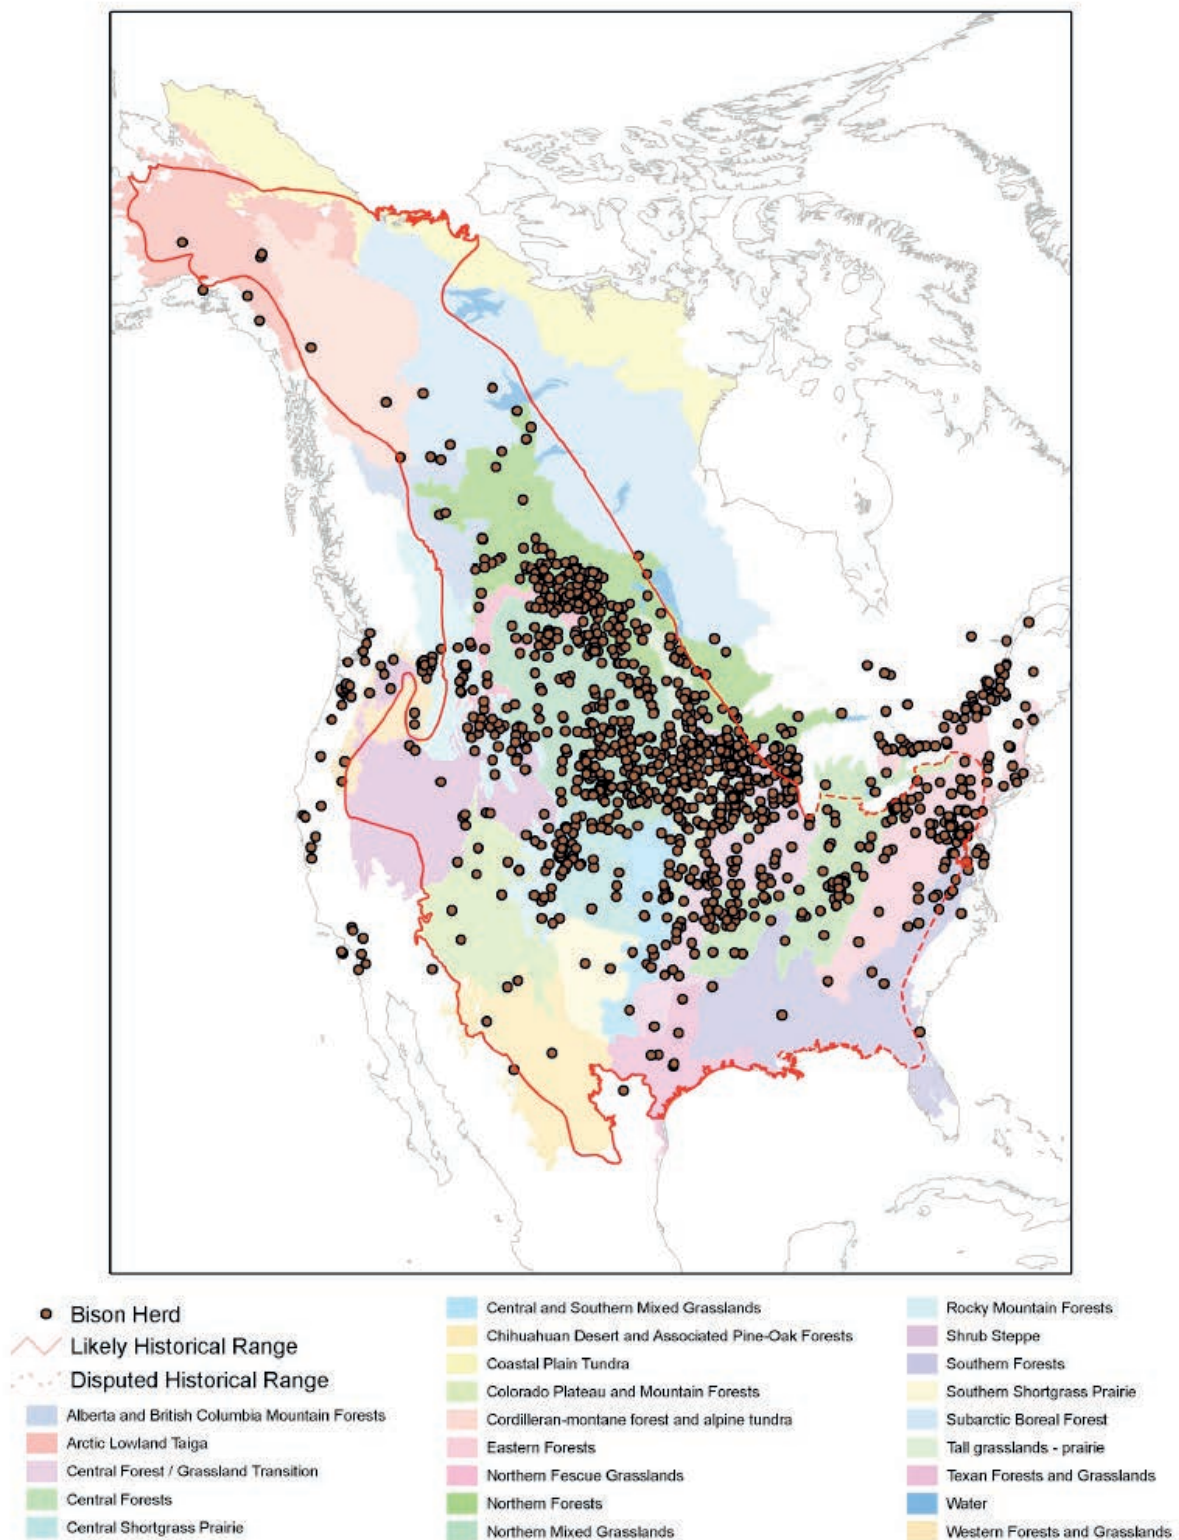 Bison Herd
Likely Historical Range
Disputed Historical Range
Alberta and British Columbia Mountain Forests
Arctic Lowland Taiga
Central Forest / Grassland Transition
Central Forests
Central Shortgrass Prairie
Central and Southern Mixed Grasslands
Chihuahuan Desert and Associated Pine-Oak Forests
Coastal Plain Tundra
Colorado Plateau and Mountain Forests
Cordilleran-montane forest and alpine tundra
Eastern Forests
Northern Fescue Grasslands
Northern Forests
Northern Mixed Grasslands
Rocky Mountain Forests
Shrub Steppe
Southern Forests
Southern Shortgrass Prairie
Subarctic Boreal Forest
Tall grasslands - prairie
Texan Forests and Grasslands
Water
Western Forests and Grasslands